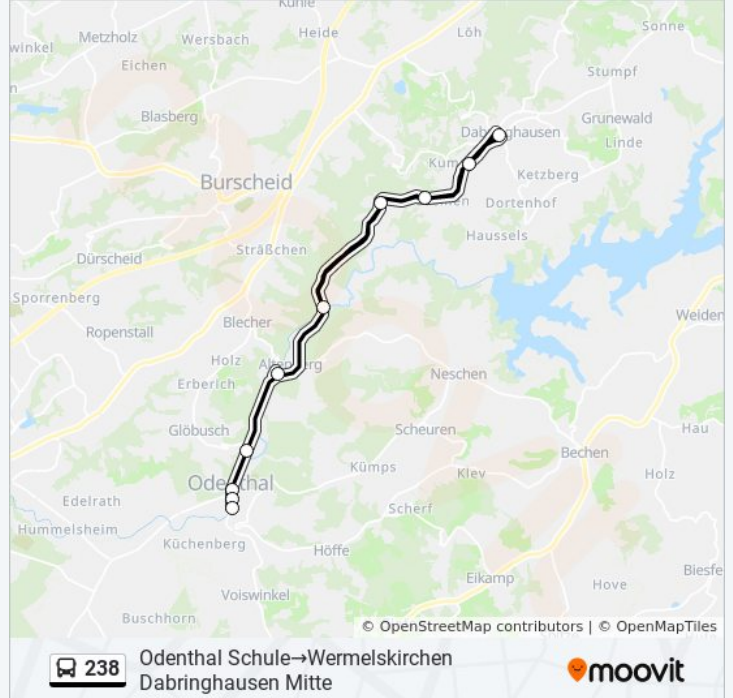 Kuhle
Sonne
Metzholz
Wersbach
Heide
Löh
winkel
Eichen
Stumpf
n
Blasberg
Grunewald
Dabringhausen
Linde
Burscheid
Ketzberg
Dortenhof
Sträßchen
Haussels
Dürscheid
Sporrenberg
Weiden
Ropenstall
Blecher
Holz
Altenberg
Erberich
Neschen
Glöbusch
Scheuren
Hau
Bechen
Odenthal
Kümps
Klev
Holz
Edelrath
Scherf
Hummelsheim
Küchenberg
Höffe
Eikamp
Biesfe
Voiswinkel
Hove
Buschhorn
© OpenStreetMap contributors | © OpenMapTiles
238
Odenthal Schule→Wermelskirchen
Dabringhausen Mitte
moovit